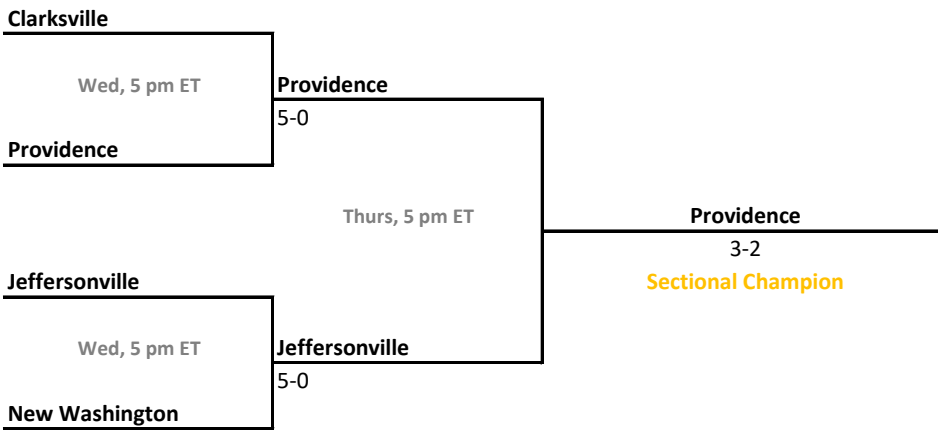 Clarksville
Wed, 5 pm ET
Providence
5-0
Providence
Thurs, 5 pm ET
Providence
3-2
Sectional Champion
Jeffersonville
Wed, 5 pm ET
Jeffersonville
5-0
New Washington